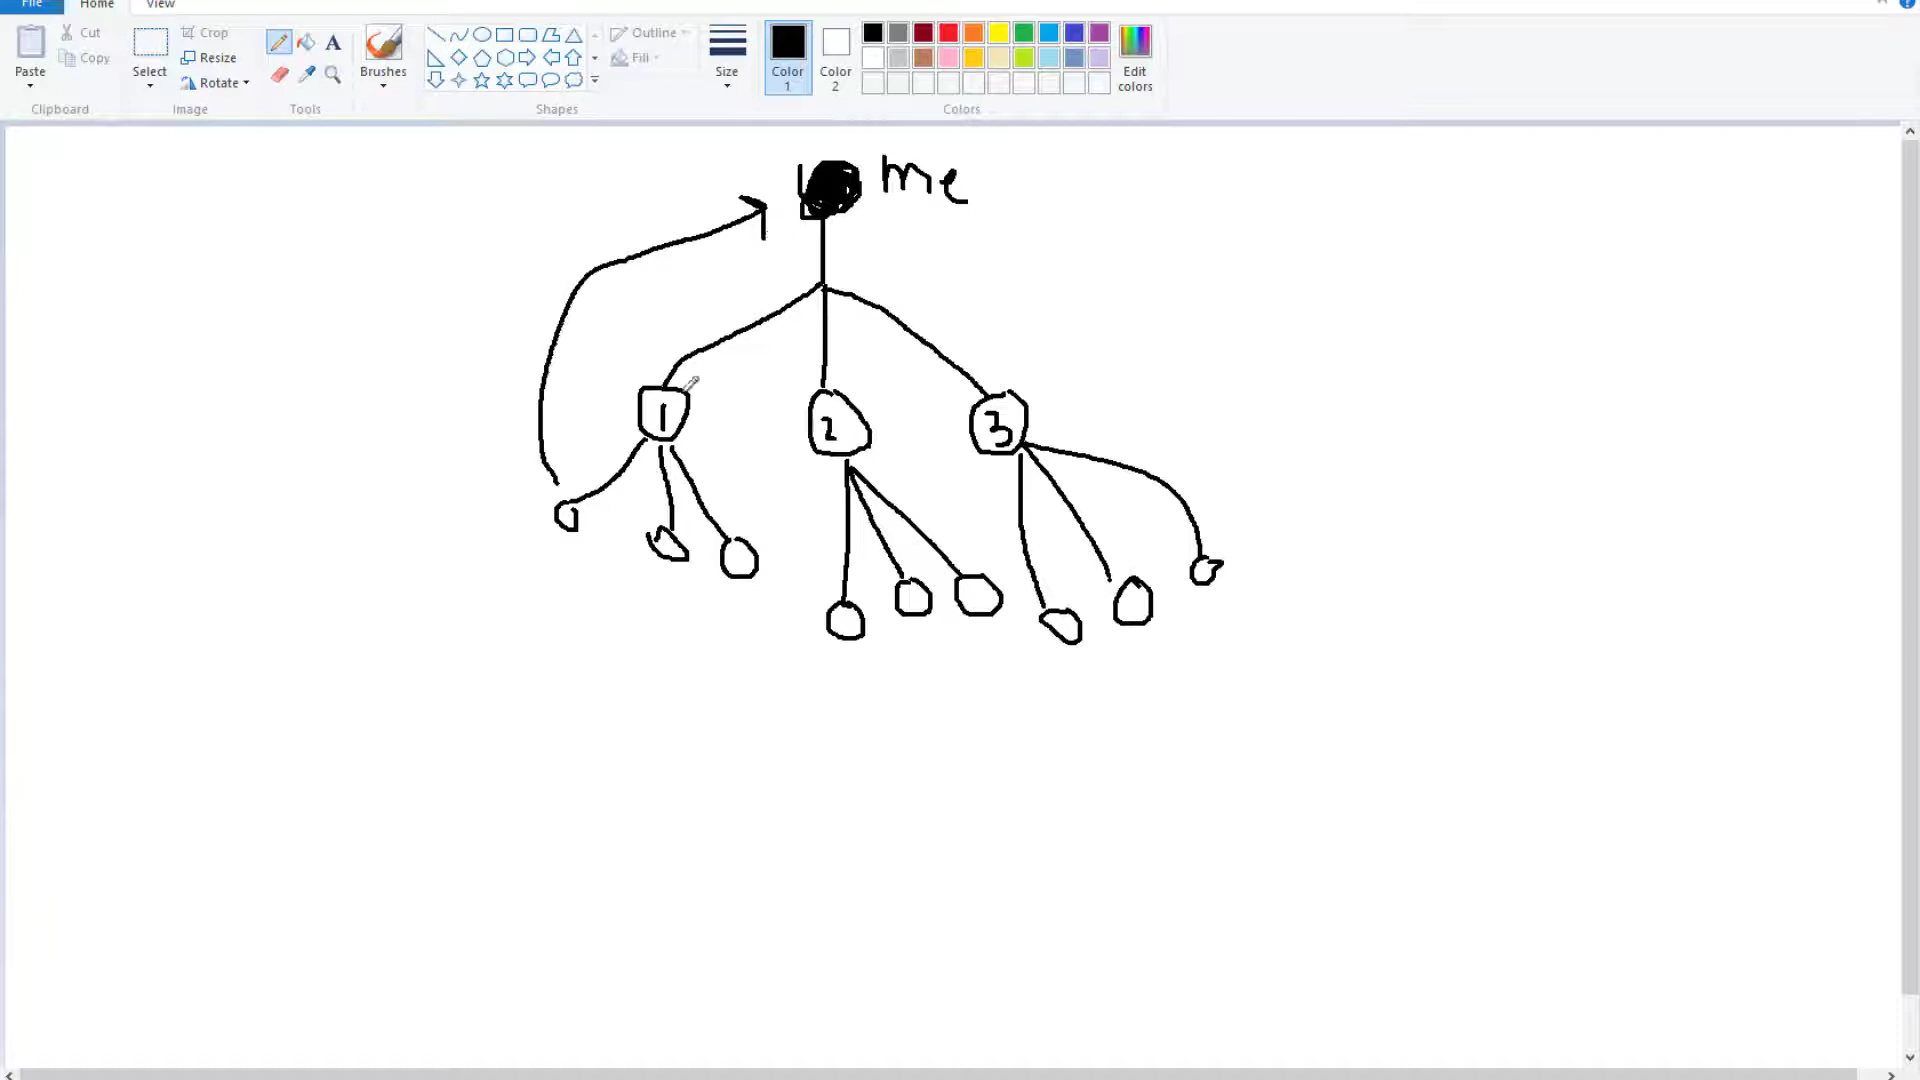 File Home View
Paste
Cut
Copy
Clipboard
Select
Crop
Resize
Rotate
Image
A
Tools
Brushes
Outline
Fill
Shapes
Size
Color 1
Color 2
Edit colors
Colors
me
1 2 3